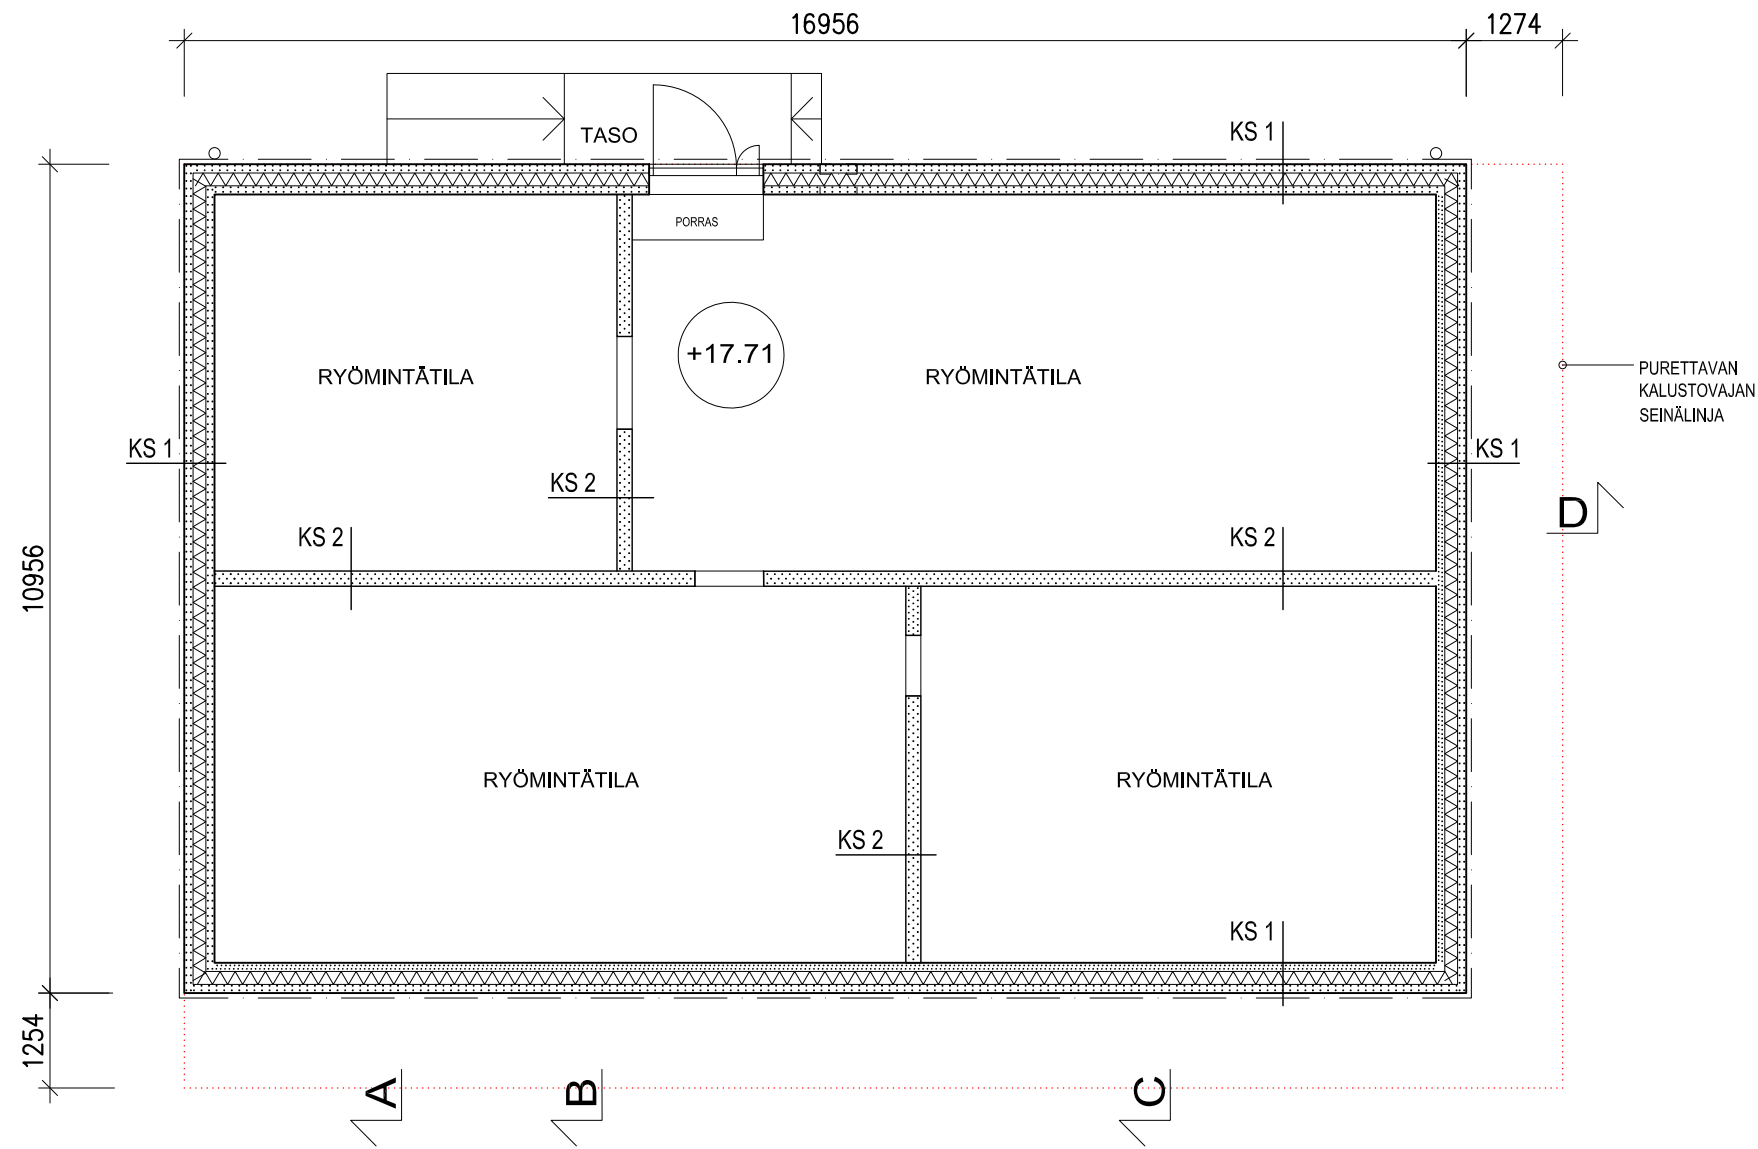 16956
1274
TASO
KS 1
PORRAS
+17.71
RYÖMINTÄTILA
RYÖMINTÄTILA
PURETTAVAN
KALUSTOVAJAN
SEINÄLINJA
KS 1
KS 1
KS 2
D
KS 2
KS 2
10956
RYÖMINTÄTILA
RYÖMINTÄTILA
KS 2
KS 1
1254
A
B
C